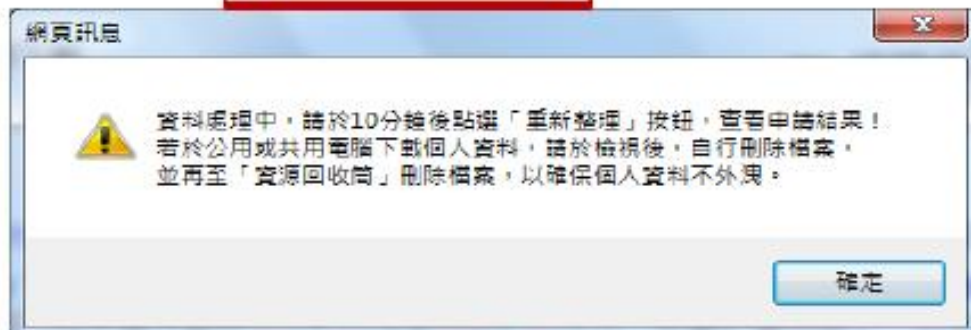 網頁訊息
資料處理中，請於10分鐘後點選「重新整理」按鈕，查看申請結果！
若於公用或共用電腦下載個人資料，請於檢視後，自行刪除檔案，
並再至「資源回收筒」刪除檔案，以確保個人資料不外洩。
確定